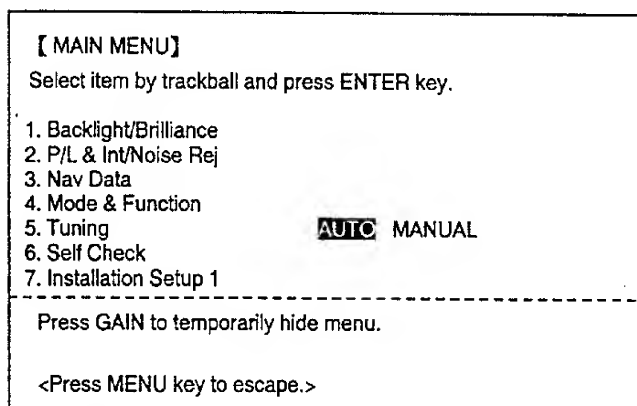 【 MAIN MENU】
Select item by trackball and press ENTER key.
1. Backlight/Brilliance
2. P/L & Int/Noise Rej
3. Nav Data
4. Mode & Function
5. Tuning AUTO MANUAL
6. Self Check
7. Installation Setup 1
Press GAIN to temporarily hide menu.
<Press MENU key to escape.>